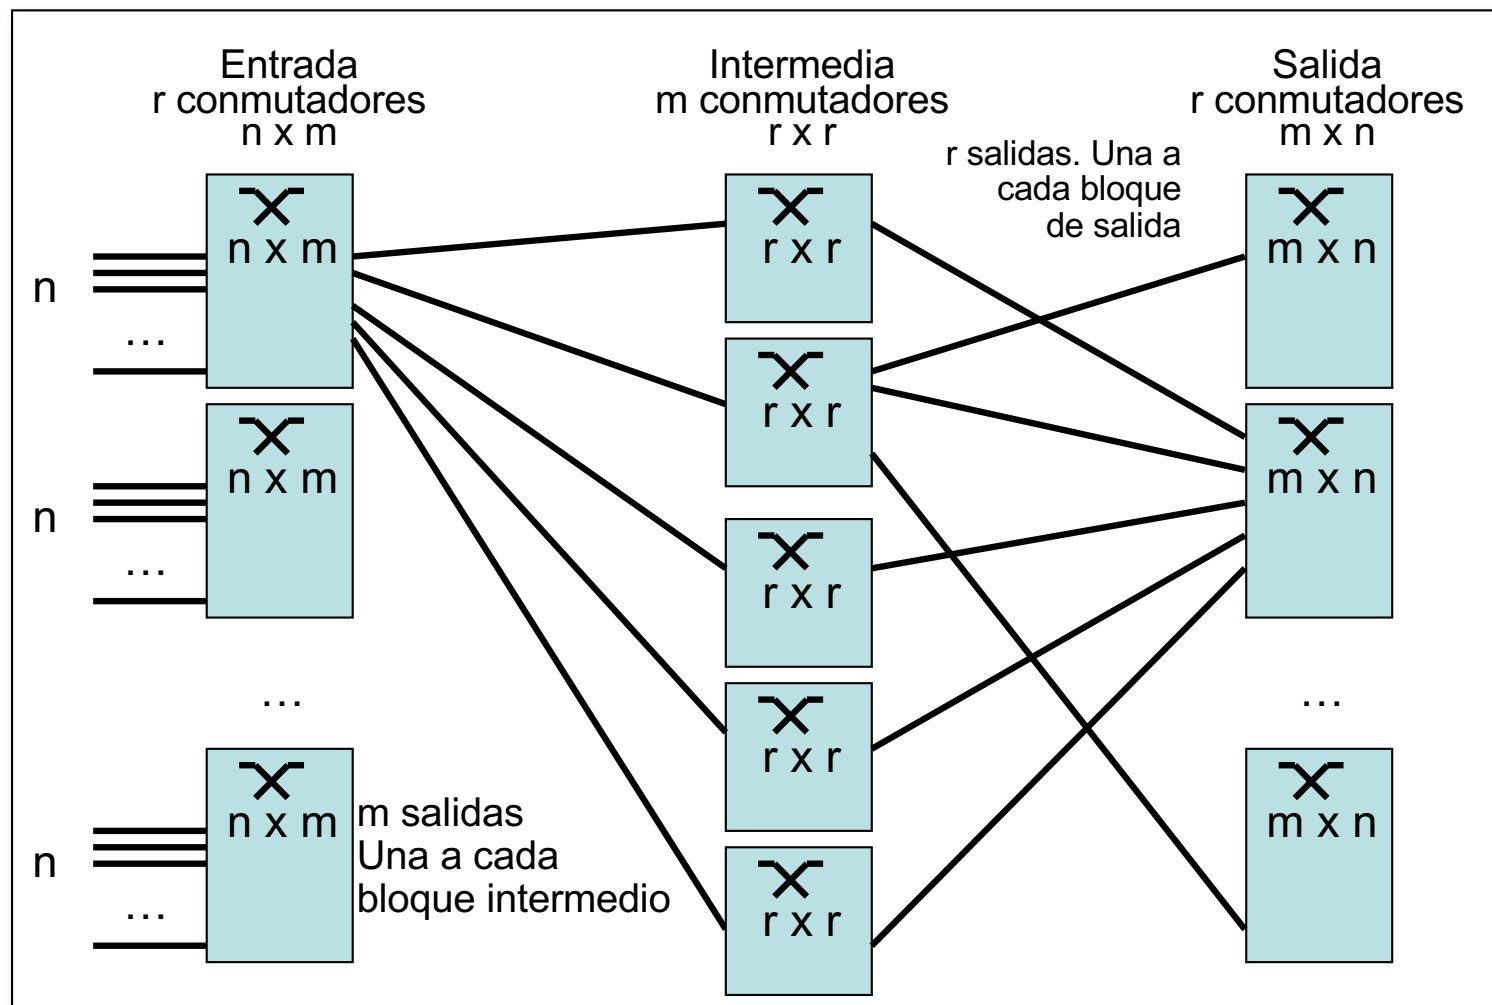 Entrada
r conmutadores
n x m
Intermedia
m conmutadores
r x r
Salida
r conmutadores
m x n
r salidas. Una a
cada bloque
de salida
n
...
n x m
n
...
n x m
...
n
...
n x m
m salidas
Una a cada
bloque intermedio
r x r
r x r
r x r
r x r
r x r
m x n
m x n
...
m x n